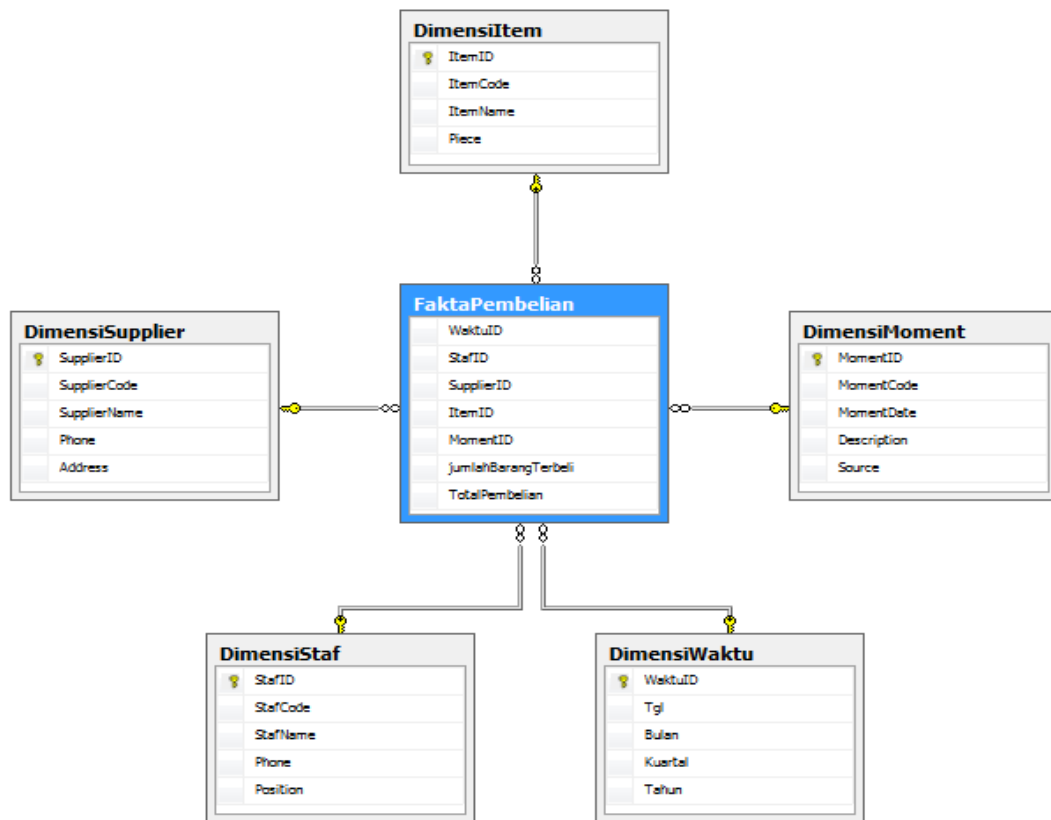 DimensiItem
ItemID
ItemCode
ItemName
Piece
FaktaPembelian
WaktuID
StafID
SupplierID
ItemID
MomentID
jumlahBarangTerbeli
TotalPembelian
DimensiSupplier
SupplierID
SupplierCode
SupplierName
Phone
Address
DimensiMoment
MomentID
MomentCode
MomentDate
Description
Source
DimensiStaf
StafID
StafCode
StafName
Phone
Position
DimensiWaktu
WaktuID
Tgl
Bulan
Kuartal
Tahun